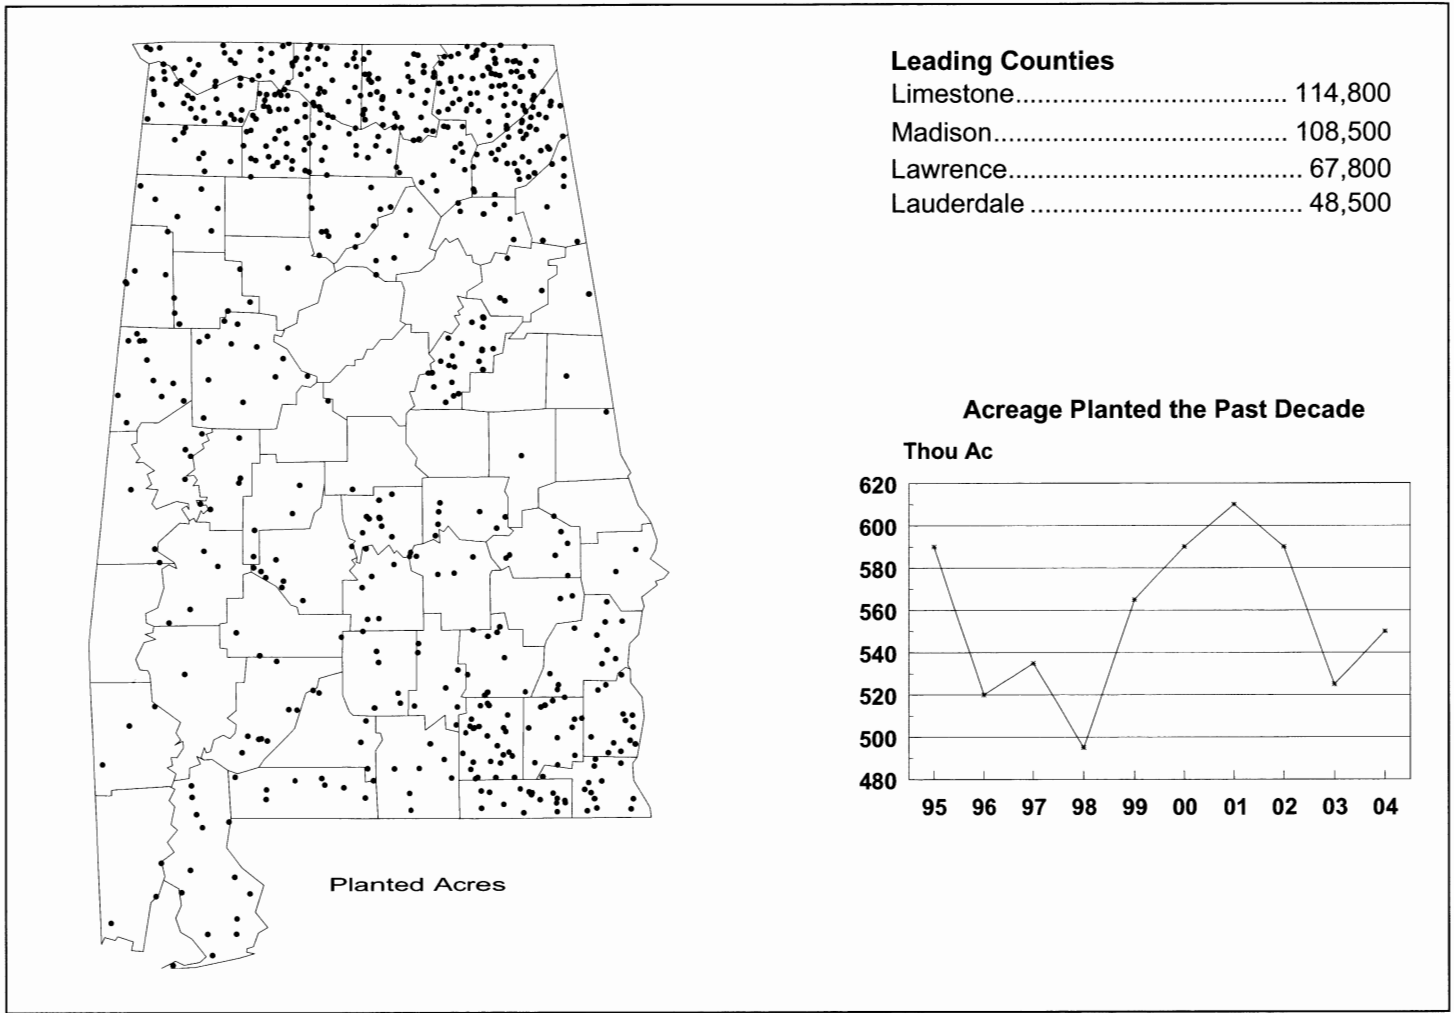 Leading Counties
Limestone..................................... 114,800
Madison........................................ 108,500
Lawrence........................................ 67,800
Lauderdale ..................................... 48,500
Acreage Planted the Past Decade
Thou Ac
620
600
580
560
540
520
500
480
95 96 97 98 99 00 01 02 03 04
Planted Acres